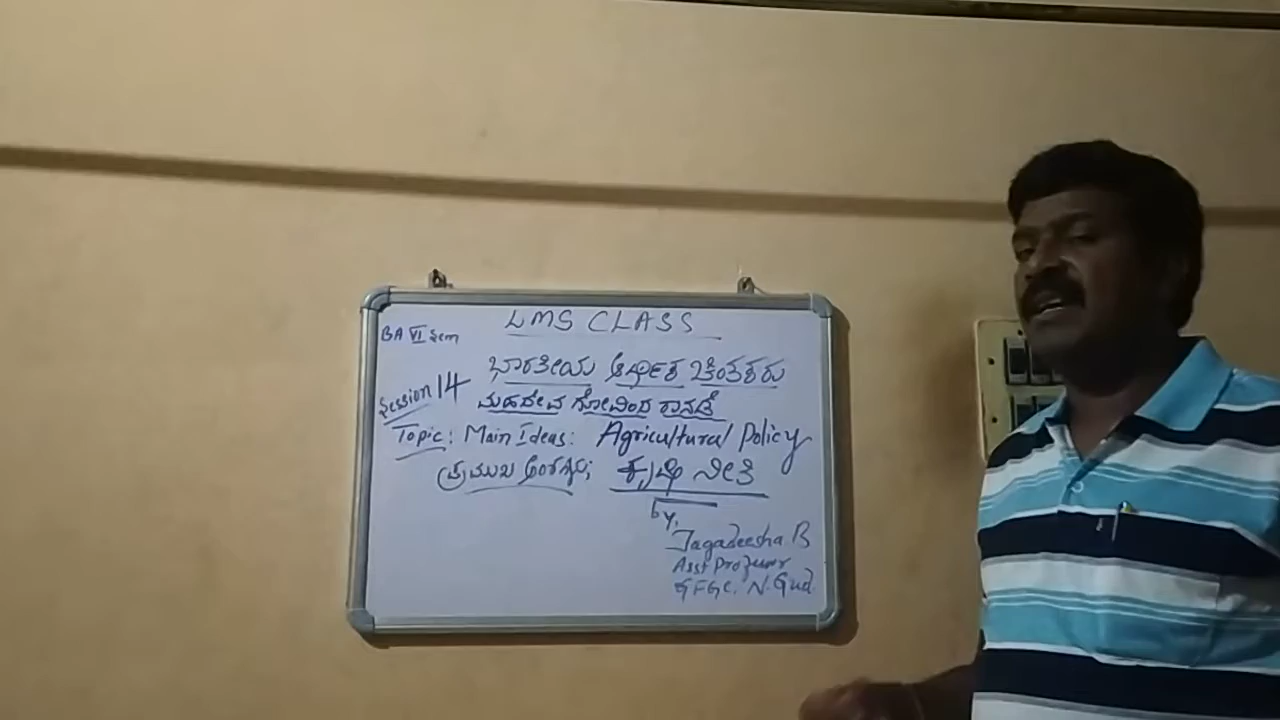 LMS CLASS
BA VI Sem
ಭಾರತೀಯ ಆರ್ಥಿಕ ಚಿಂತಕರು
Session 14
ಮಹದೇವ ಗೋವಿಂದ ರಾನಡೆ
Topic: Main Ideas: Agricultural Policy
ಪ್ರಮುಖ ಅಂಶಗಳು; ಕೃಷಿ ನೀತಿ
by,
Jagadeesha B
Asst Professor
GFGC. N. Gud.